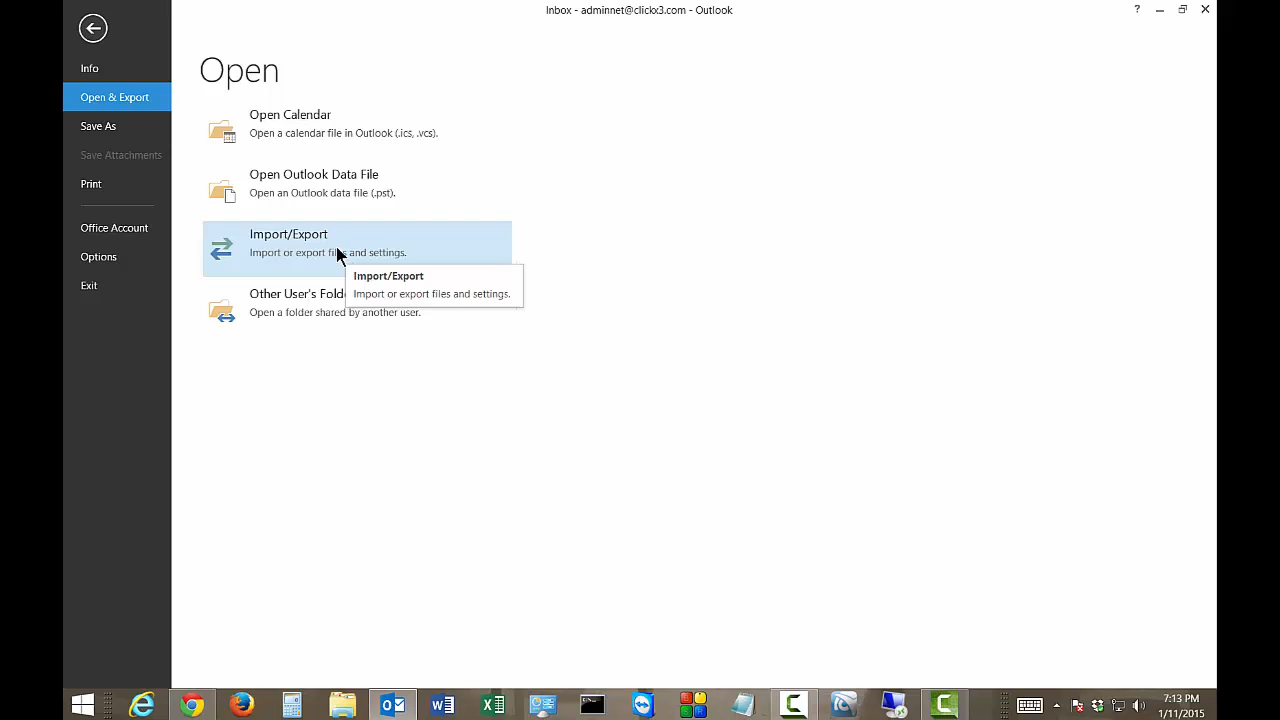 Inbox - adminnet@clickx3.com - Outlook
?
Info
Open & Export
Save As
Save Attachments
Print
Office Account
Options
Exit
Open
Open Calendar
Open a calendar file in Outlook (.ics, .vcs).
Open Outlook Data File
Open an Outlook data file (.pst).
Import/Export
Import or export files and settings.
Import/Export
Import or export files and settings.
Other User's Fold
Open a folder shared by another user.
7:13 PM
1/11/2015